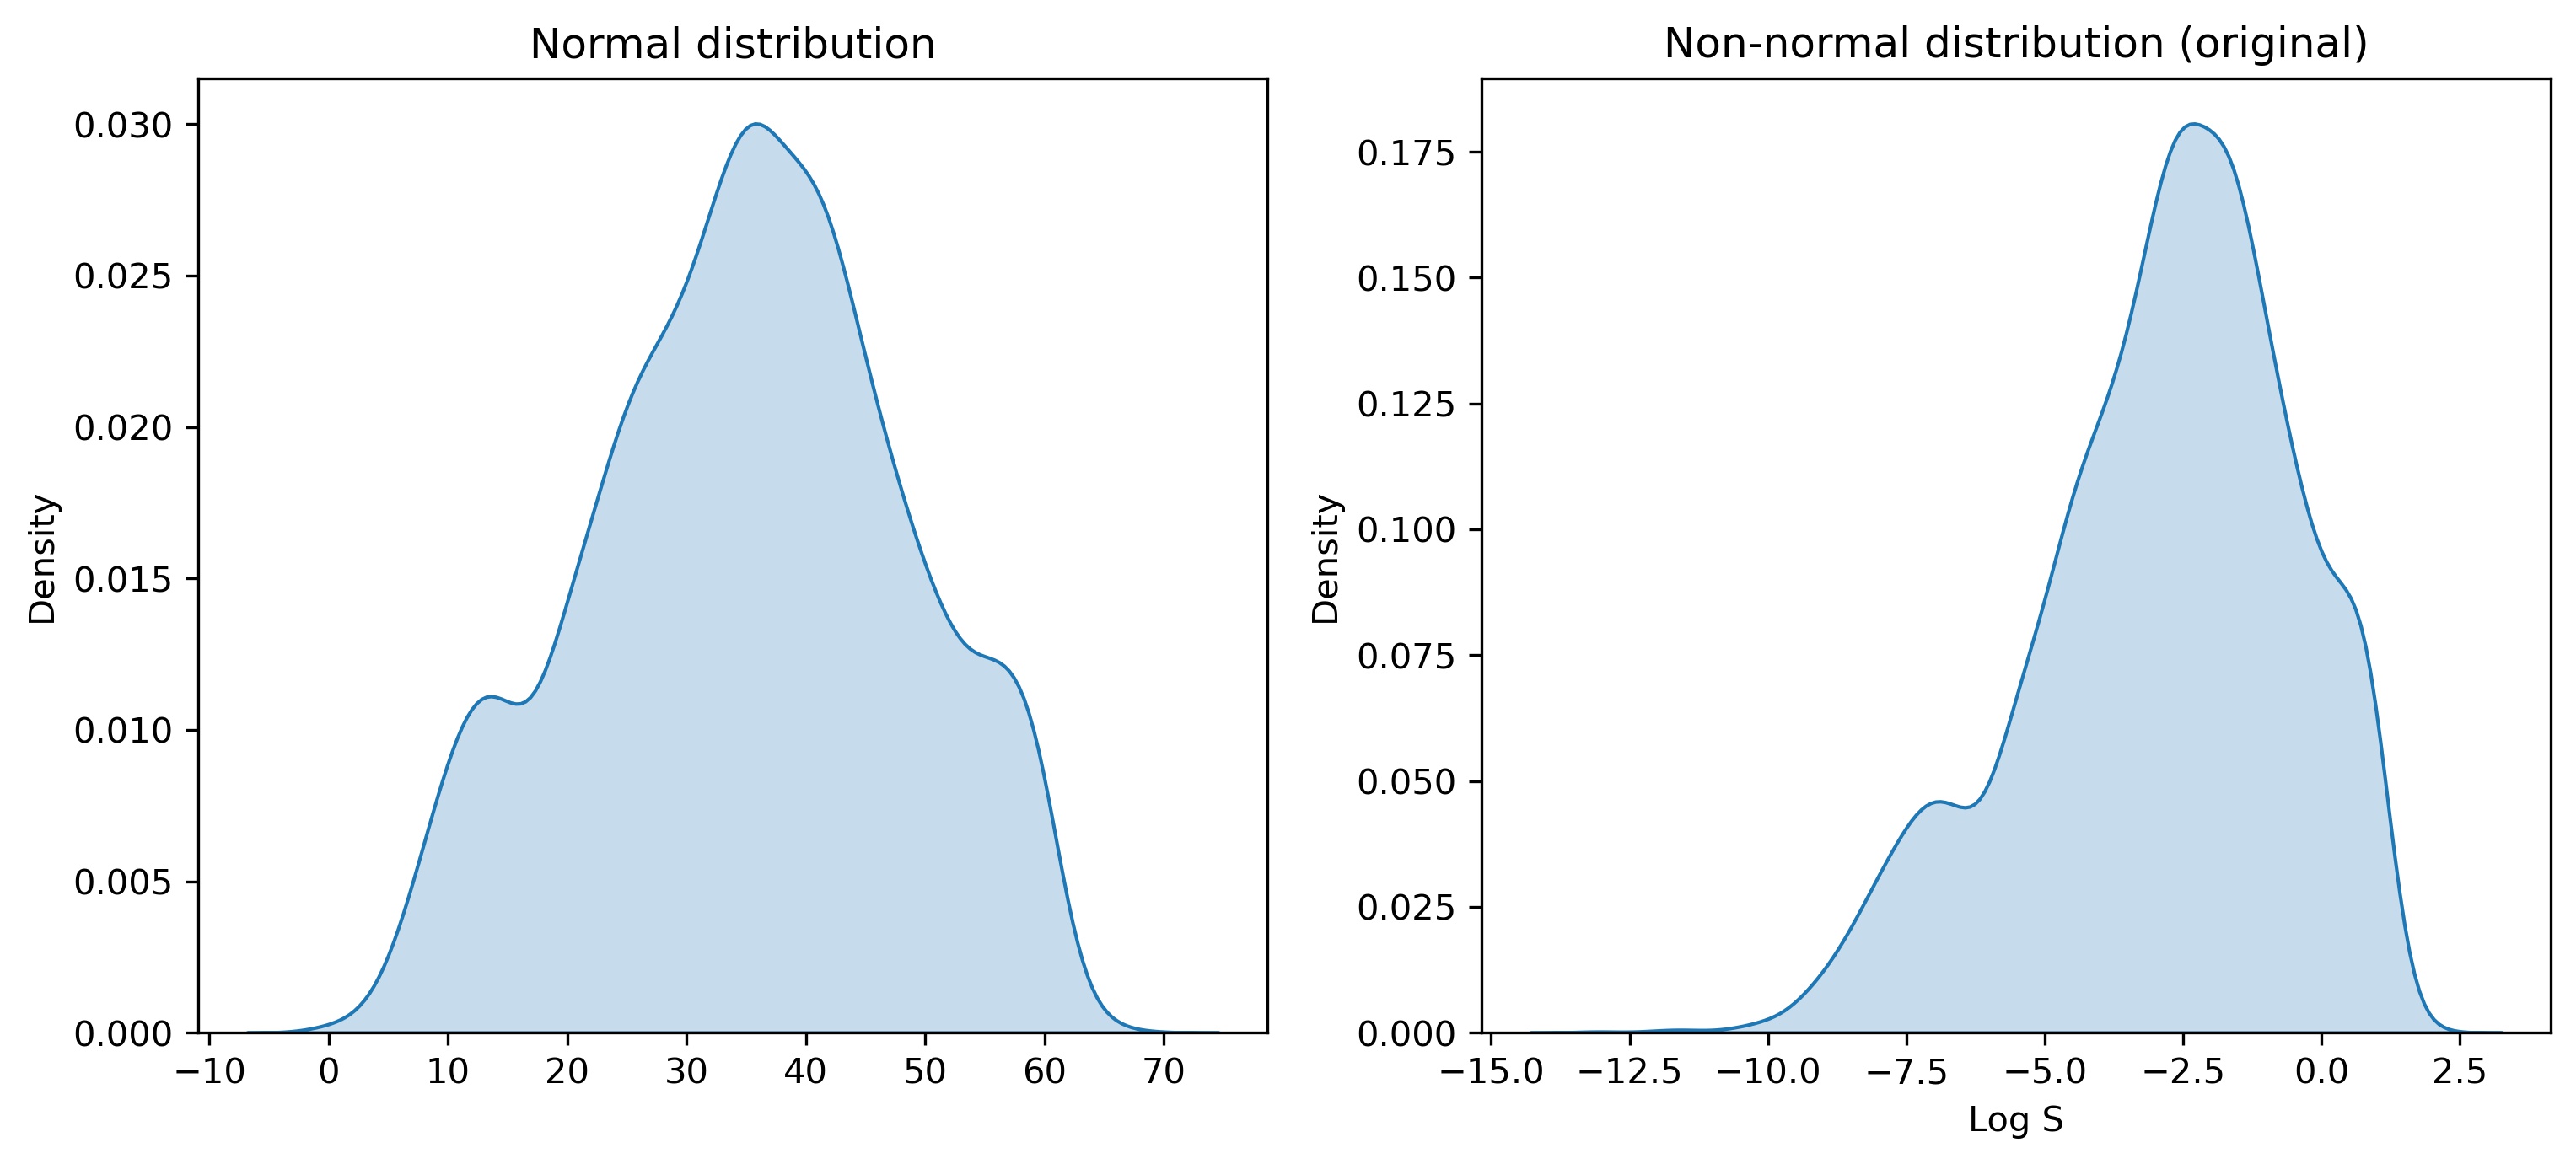 Normal distribution
Density
0.030
0.025
0.020
0.015
0.010
0.005
0.000
−10 0 10 20 30 40 50 60 70
Non-normal distribution (original)
Density
0.175
0.150
0.125
0.100
0.075
0.050
0.025
0.000
−15.0 −12.5 −10.0 −7.5 −5.0 −2.5 0.0 2.5
Log S